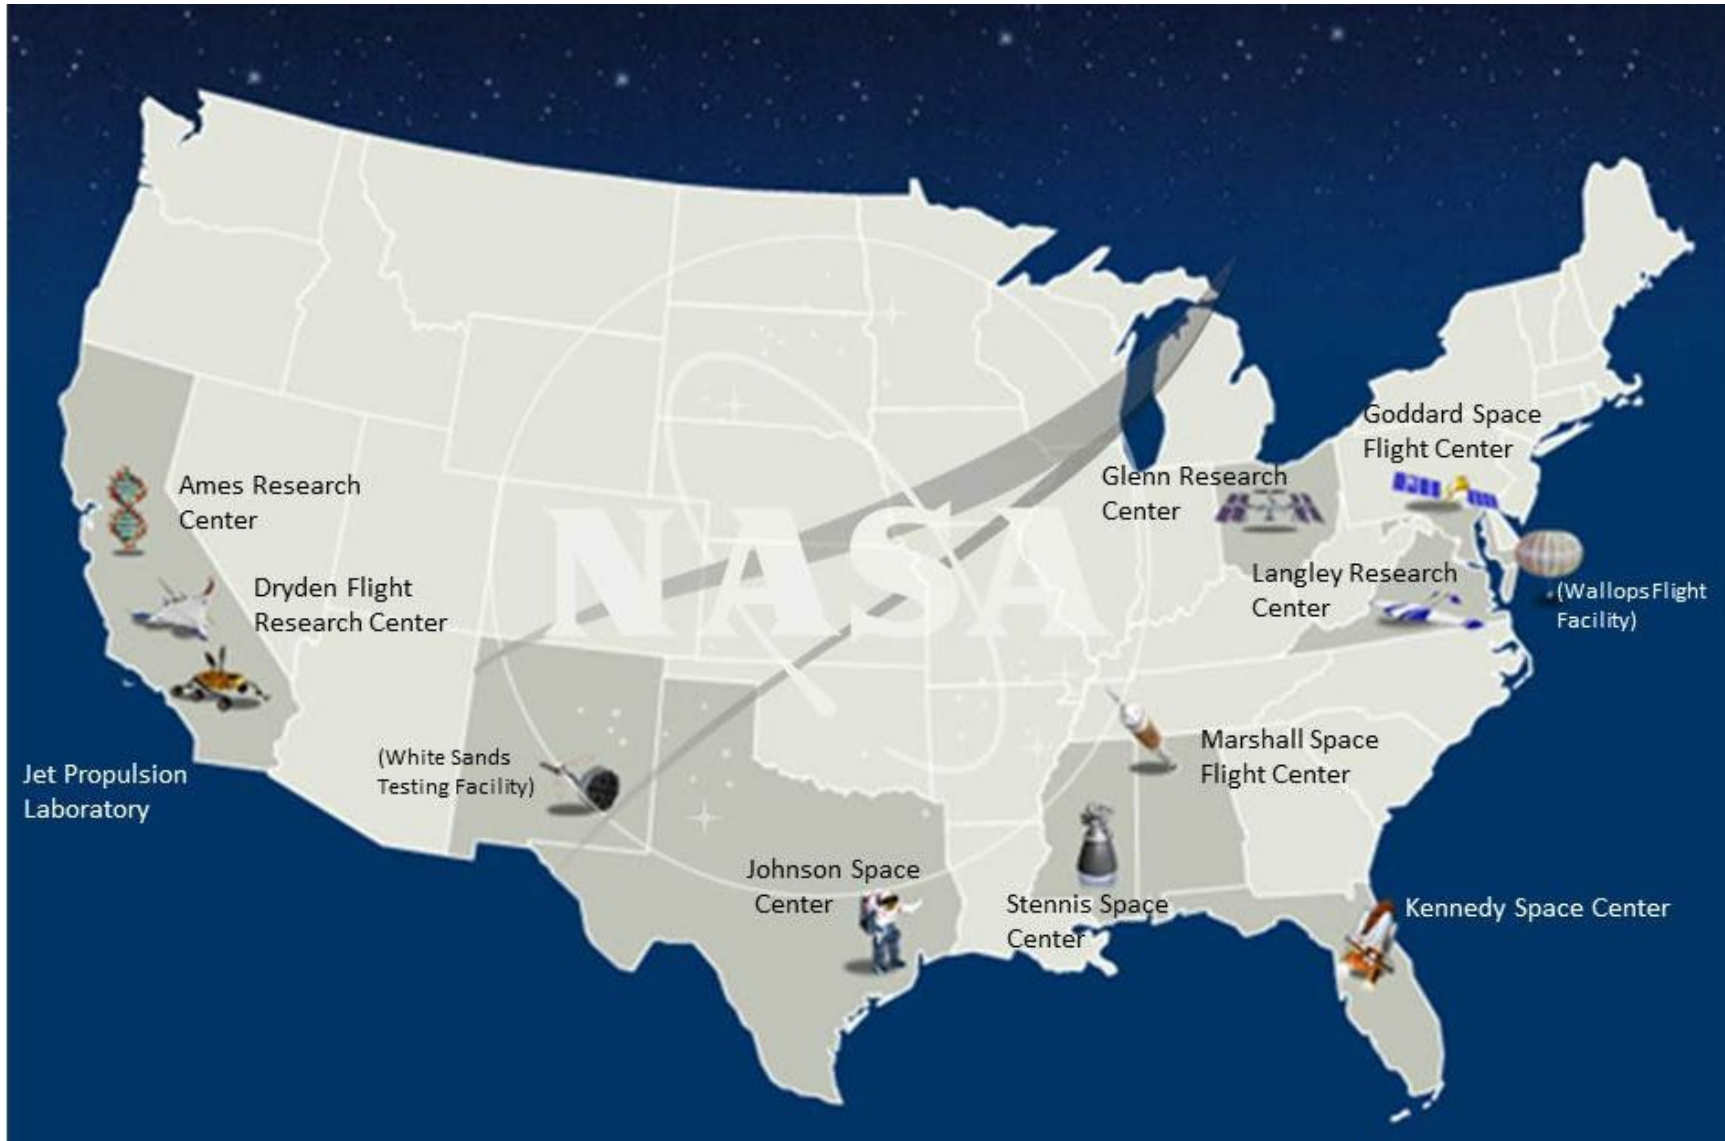 Goddard Space
Flight Center
Glenn Research
Center
Ames Research
Center
Langley Research
Center
(Wallops Flight
Facility)
Dryden Flight
Research Center
NASA
(White Sands
Testing Facility)
Marshall Space
Flight Center
Jet Propulsion
Laboratory
Johnson Space
Center
Stennis Space
Center
Kennedy Space Center